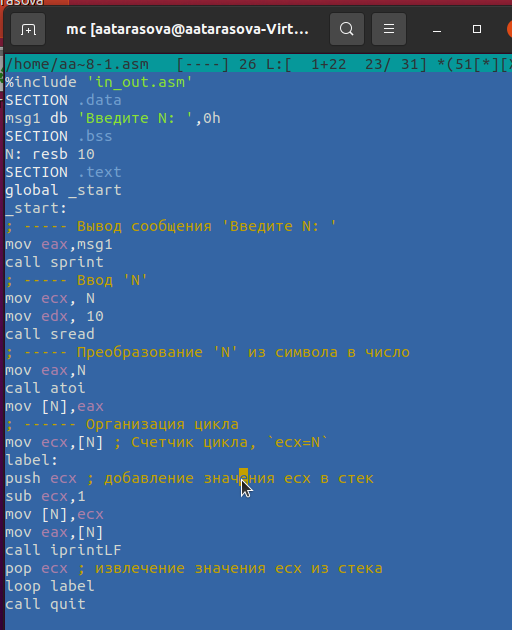 rasova
mc [aatarasova@aatarasova-Virt...
/home/aa~8-1.asm   [----] 26 L:[  1+22  23/ 31] *(51[*][X
%include 'in_out.asm'
SECTION .data
msg1 db 'Введите N: ',0h
SECTION .bss
N: resb 10
SECTION .text
global _start
_start:
; ----- Вывод сообщения 'Введите N: '
mov eax,msg1
call sprint
; ----- Ввод 'N'
mov ecx, N
mov edx, 10
call sread
; ----- Преобразование 'N' из символа в число
mov eax,N
call atoi
mov [N],eax
; ------ Организация цикла
mov ecx,[N] ; Счетчик цикла, `ecx=N`
label:
push ecx ; добавление значения ecx в стек
sub ecx,1
mov [N],ecx
mov eax,[N]
call iprintLF
pop ecx ; извлечение значения ecx из стека
loop label
call quit